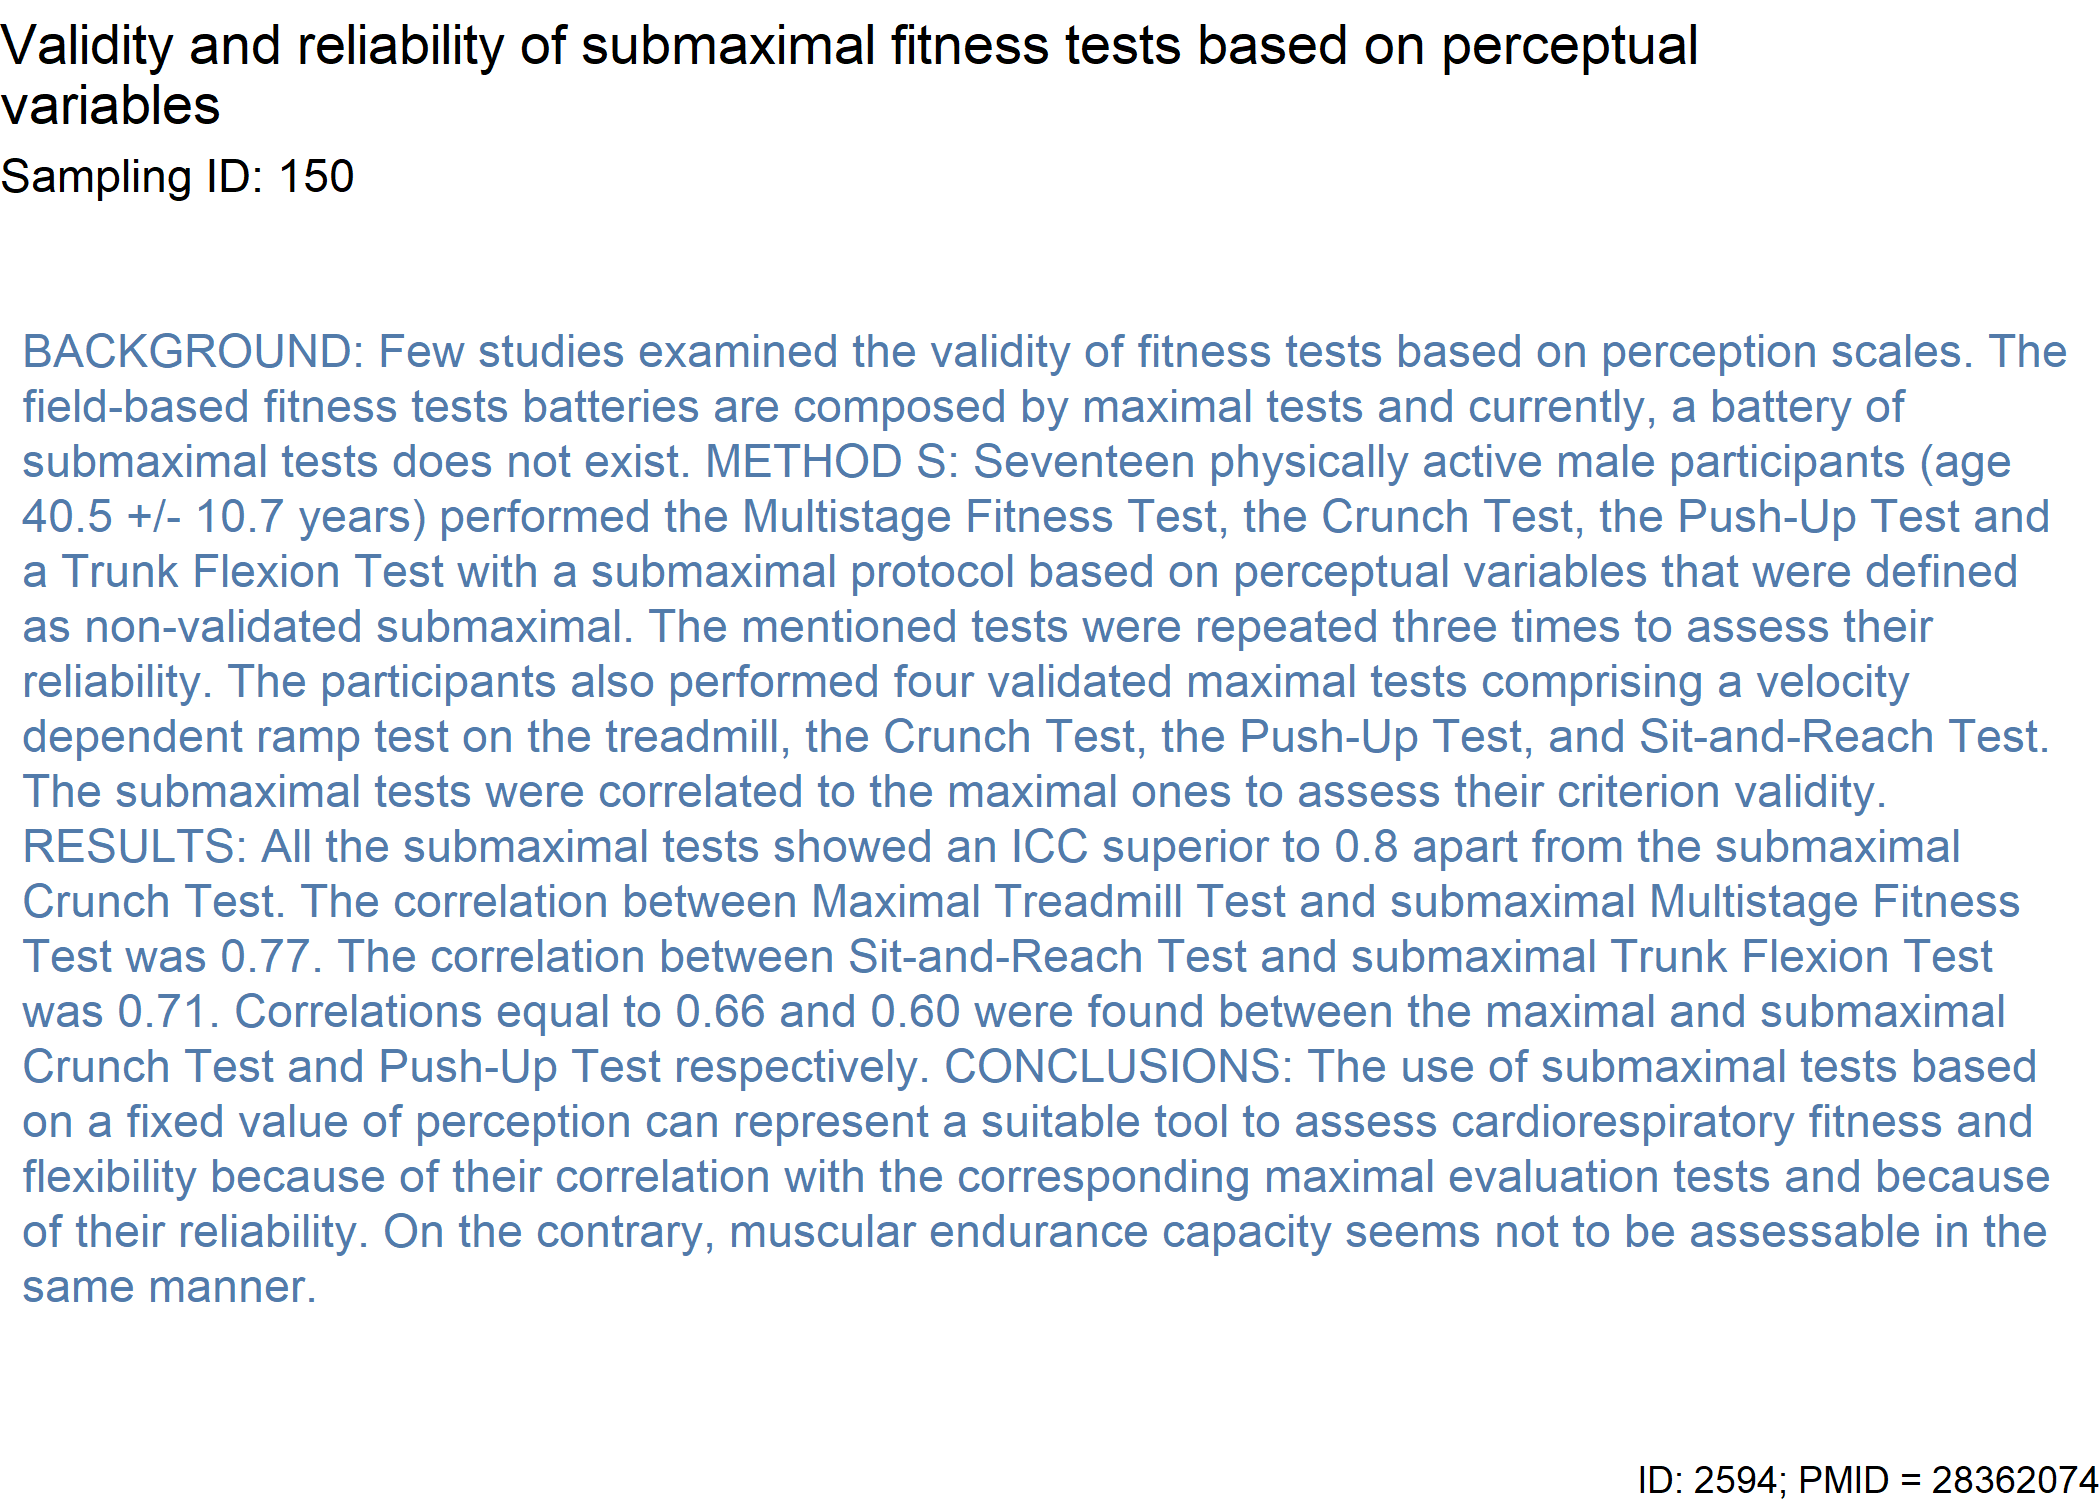 Validity and reliability of submaximal fitness tests based on perceptual
variables
Sampling ID: 150
BACKGROUND: Few studies examined the validity of fitness tests based on perception scales. The
field-based fitness tests batteries are composed by maximal tests and currently, a battery of
submaximal tests does not exist. METHOD S: Seventeen physically active male participants (age
40.5 +/- 10.7 years) performed the Multistage Fitness Test, the Crunch Test, the Push-Up Test and
a Trunk Flexion Test with a submaximal protocol based on perceptual variables that were defined
as non-validated submaximal. The mentioned tests were repeated three times to assess their
reliability. The participants also performed four validated maximal tests comprising a velocity
dependent ramp test on the treadmill, the Crunch Test, the Push-Up Test, and Sit-and-Reach Test.
The submaximal tests were correlated to the maximal ones to assess their criterion validity.
RESULTS: All the submaximal tests showed an ICC superior to 0.8 apart from the submaximal
Crunch Test. The correlation between Maximal Treadmill Test and submaximal Multistage Fitness
Test was 0.77. The correlation between Sit-and-Reach Test and submaximal Trunk Flexion Test
was 0.71. Correlations equal to 0.66 and 0.60 were found between the maximal and submaximal
Crunch Test and Push-Up Test respectively. CONCLUSIONS: The use of submaximal tests based
on a fixed value of perception can represent a suitable tool to assess cardiorespiratory fitness and
flexibility because of their correlation with the corresponding maximal evaluation tests and because
of their reliability. On the contrary, muscular endurance capacity seems not to be assessable in the
same manner.
ID: 2594; PMID = 28362074